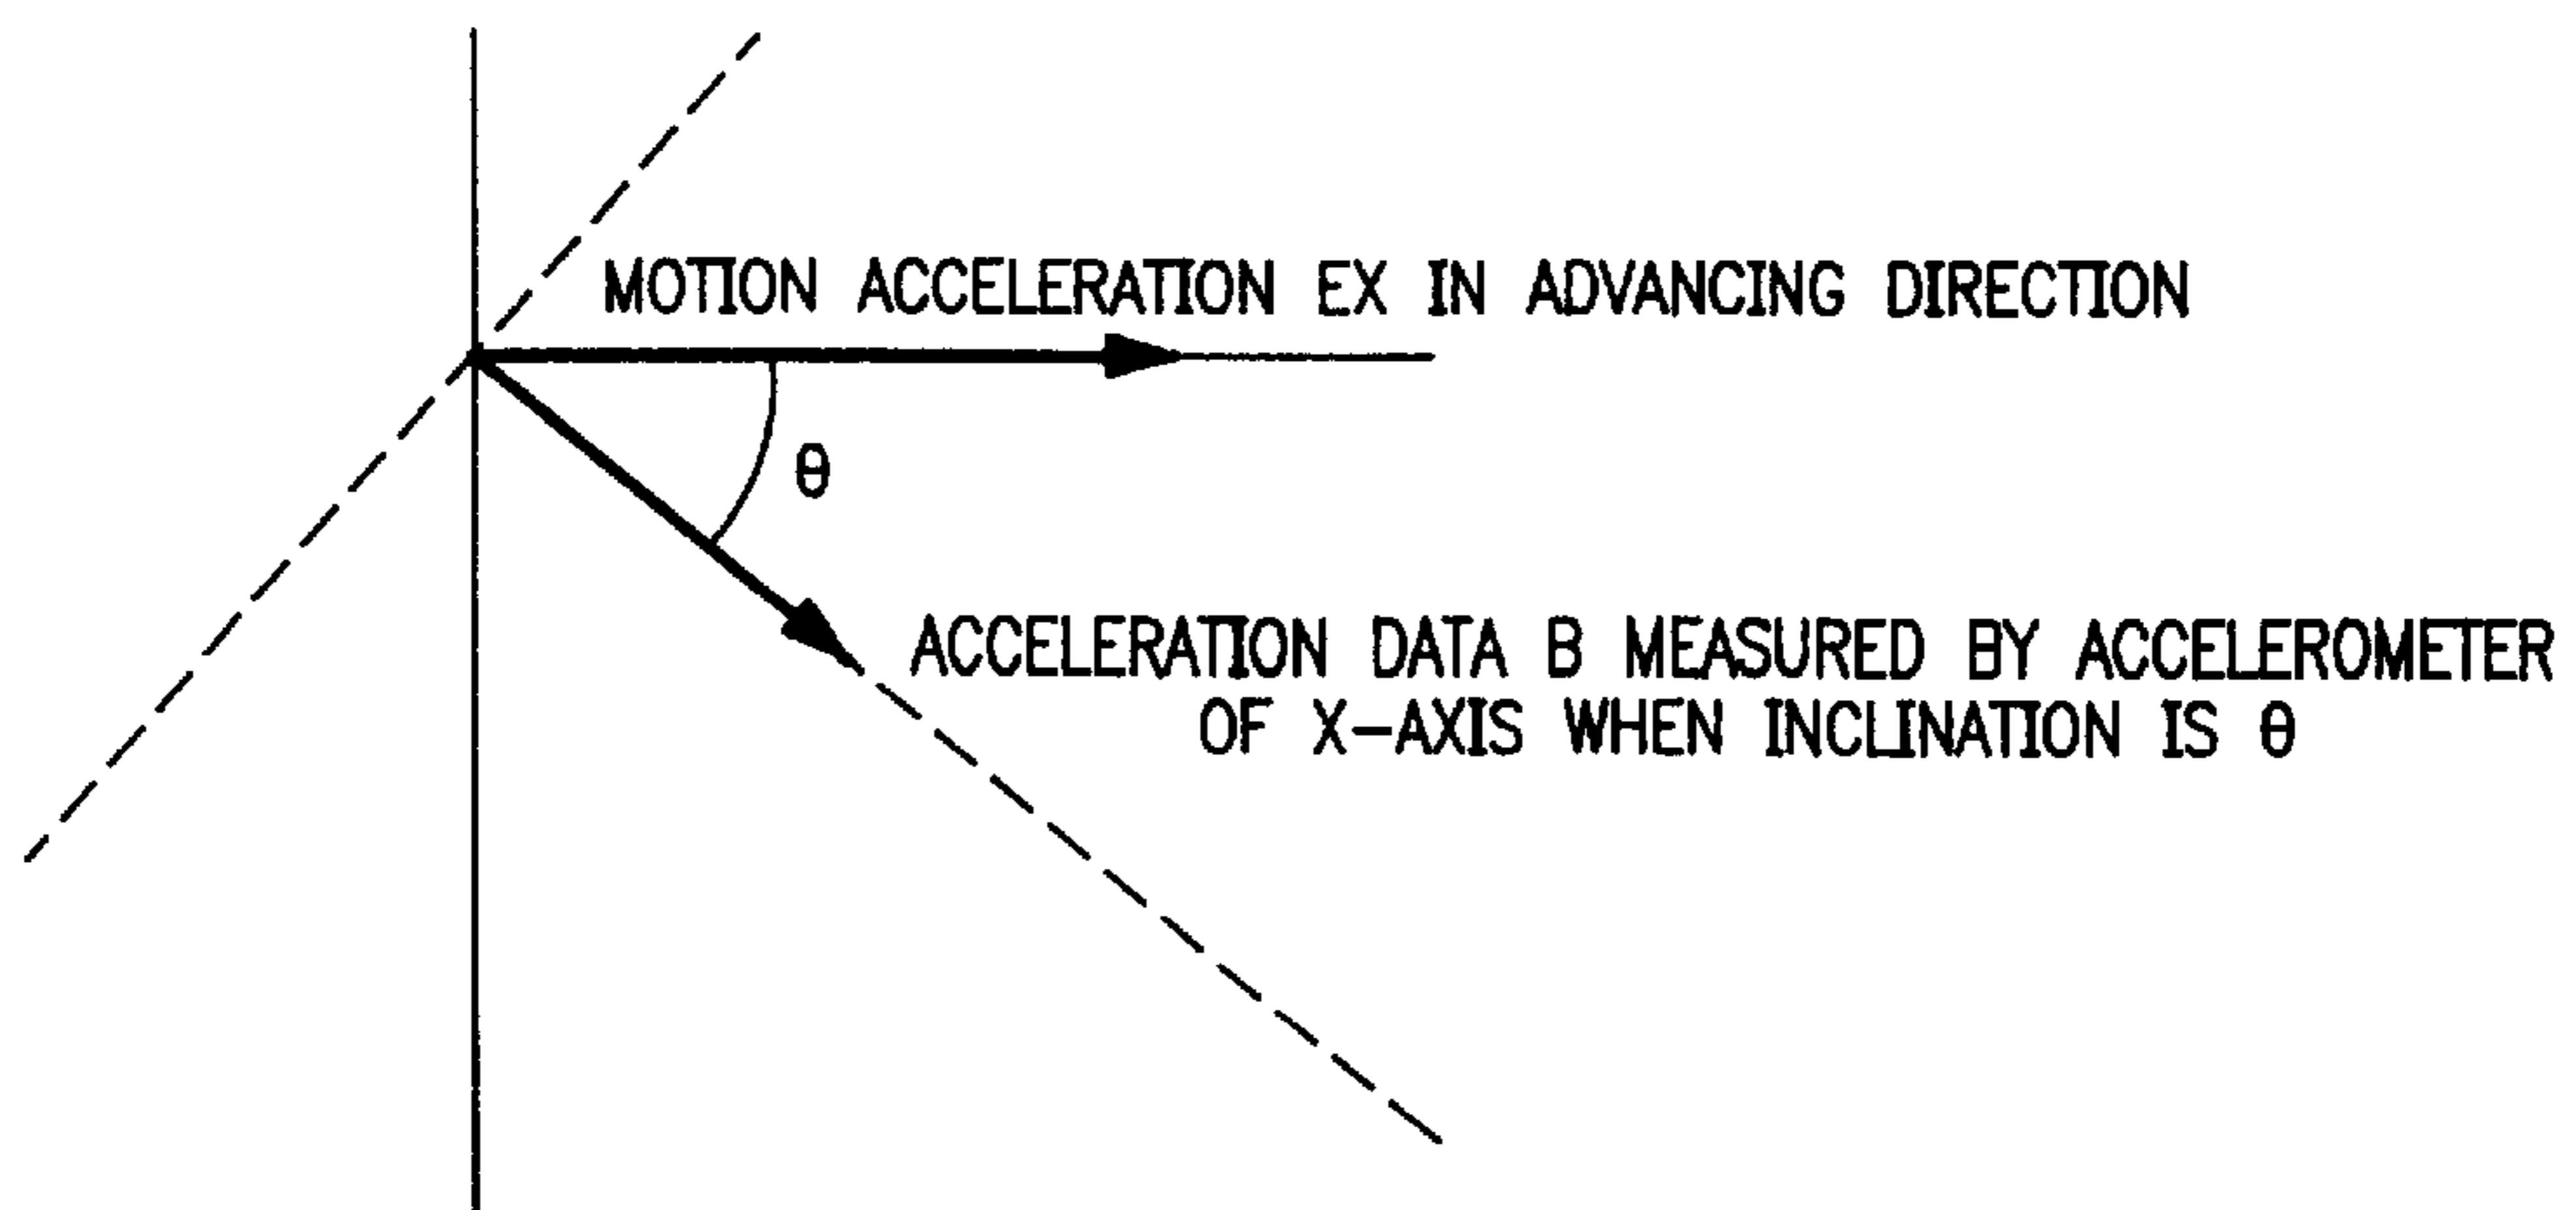 MOTION ACCELERATION EX IN ADVANCING DIRECTION
θ
ACCELERATION DATA B MEASURED BY ACCELEROMETER
OF X-AXIS WHEN INCLINATION IS θ